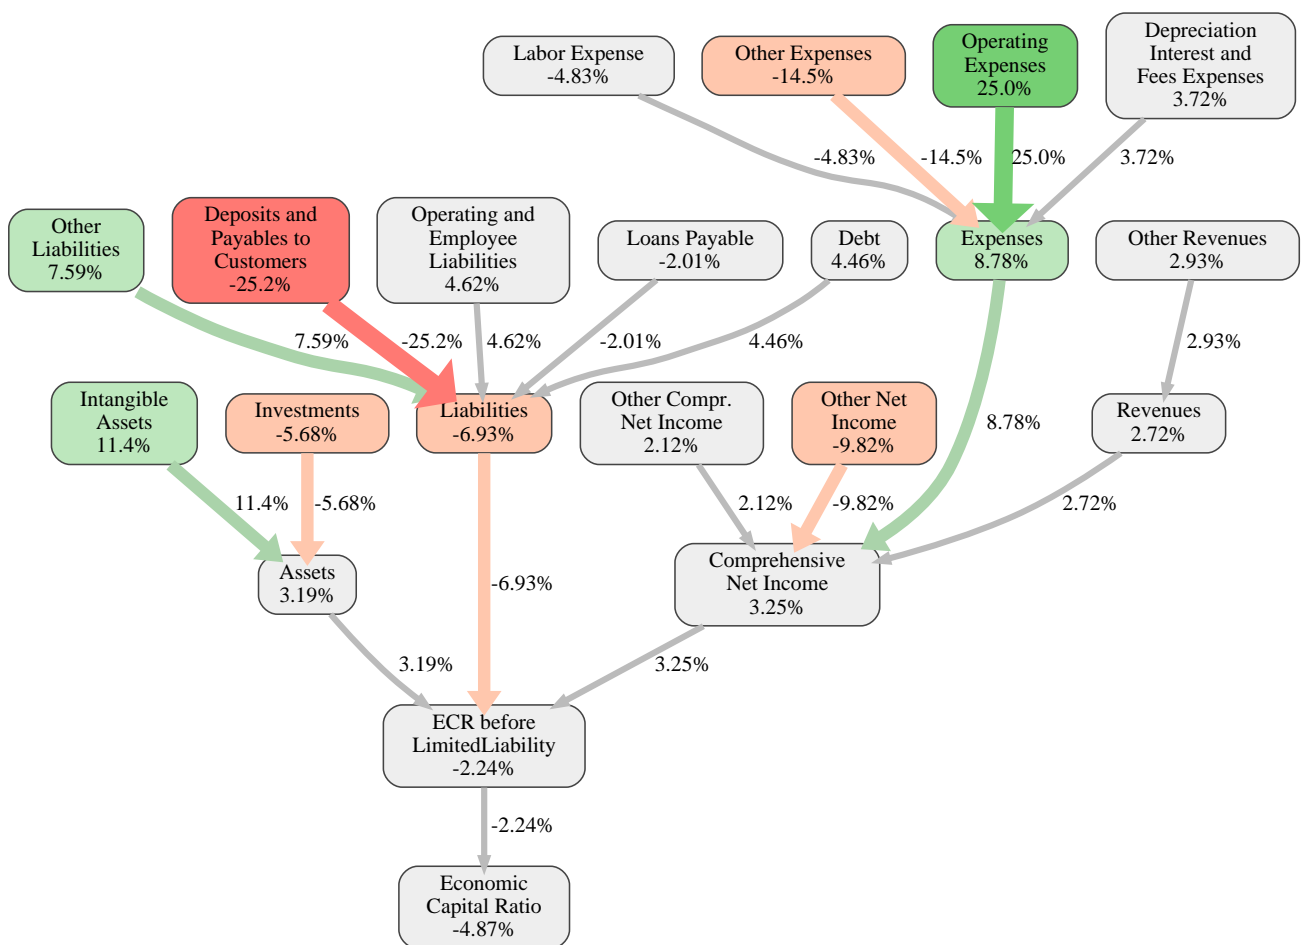 Labor Expense
-4.83%
Other Expenses
-14.5%
Operating
Expenses
25.0%
Depreciation
Interest and
Fees Expenses
3.72%
-4.83%
-14.5%
25.0%
3.72%
Other
Liabilities
7.59%
Deposits and
Payables to
Customers
-25.2%
Operating and
Employee
Liabilities
4.62%
Loans Payable
-2.01%
Debt
4.46%
Expenses
8.78%
Other Revenues
2.93%
7.59%
-25.2%
4.62%
-2.01%
4.46%
2.93%
Intangible
Assets
11.4%
Investments
-5.68%
Liabilities
-6.93%
Other Compr.
Net Income
2.12%
Other Net
Income
-9.82%
8.78%
Revenues
2.72%
11.4%
-5.68%
2.12%
-9.82%
2.72%
Assets
3.19%
-6.93%
Comprehensive
Net Income
3.25%
3.19%
3.25%
ECR before
LimitedLiability
-2.24%
-2.24%
Economic
Capital Ratio
-4.87%